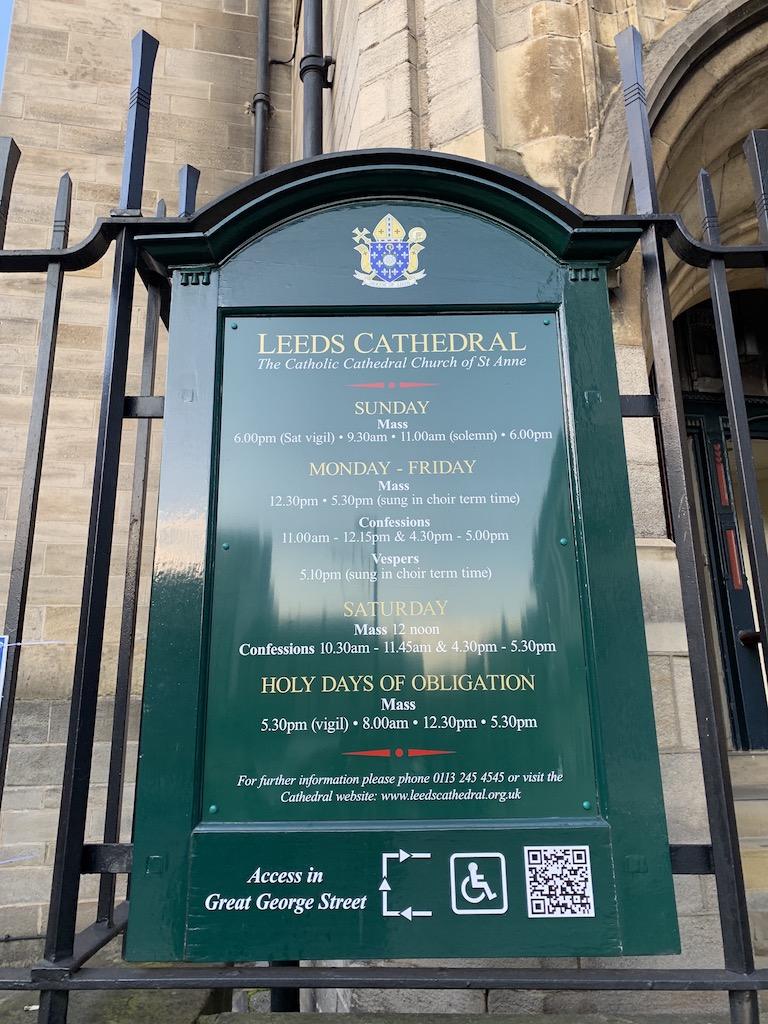 LEEDS CATHEDRAL
The Catholic Cathedral Church of St Anne
SUNDAY
Mass
6.00pm (Sat vigil) • 9.30am • 11.00am (solemn) • 6.00pm
MONDAY - FRIDAY
Mass
12.30pm • 5.30pm (sung in choir term time)
Confessions
11.00am - 12.15pm & 4.30pm - 5.00pm
Vespers
5.10pm (sung in choir term time)
SATURDAY
Mass 12 noon
Confessions 10.30am - 11.45am & 4.30pm - 5.30pm
HOLY DAYS OF OBLIGATION
Mass
5.30pm (vigil) • 8.00am • 12.30pm • 5.30pm
For further information please phone 0113 245 4545 or visit the
Cathedral website: www.leedscathedral.org.uk
Access in
Great George Street